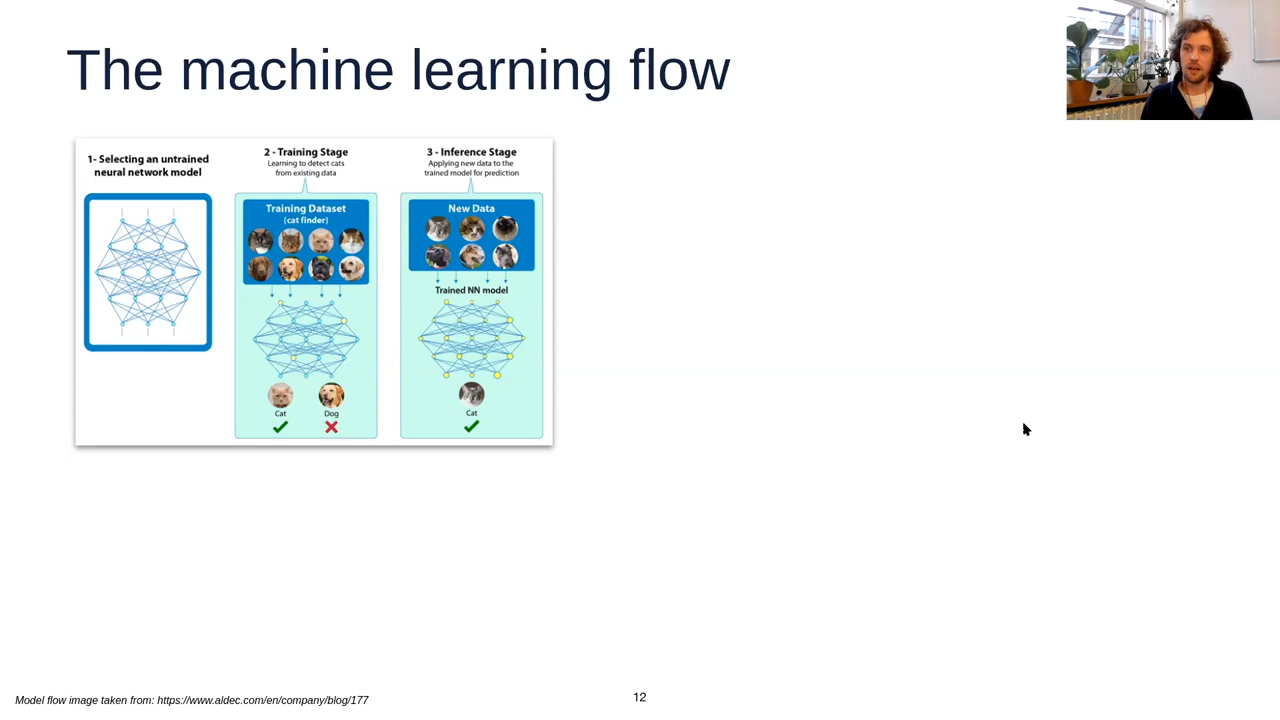 The machine learning flow
1- Selecting an untrained
neural network model
2 - Training Stage
Learning to detect cats
from existing data
Training Dataset
(cat finder)
Cat
Dog
3 - Inference Stage
Applying new data to the
trained model for prediction
New Data
Trained NN model
Cat
Model flow image taken from: https://www.aldec.com/en/company/blog/177
12